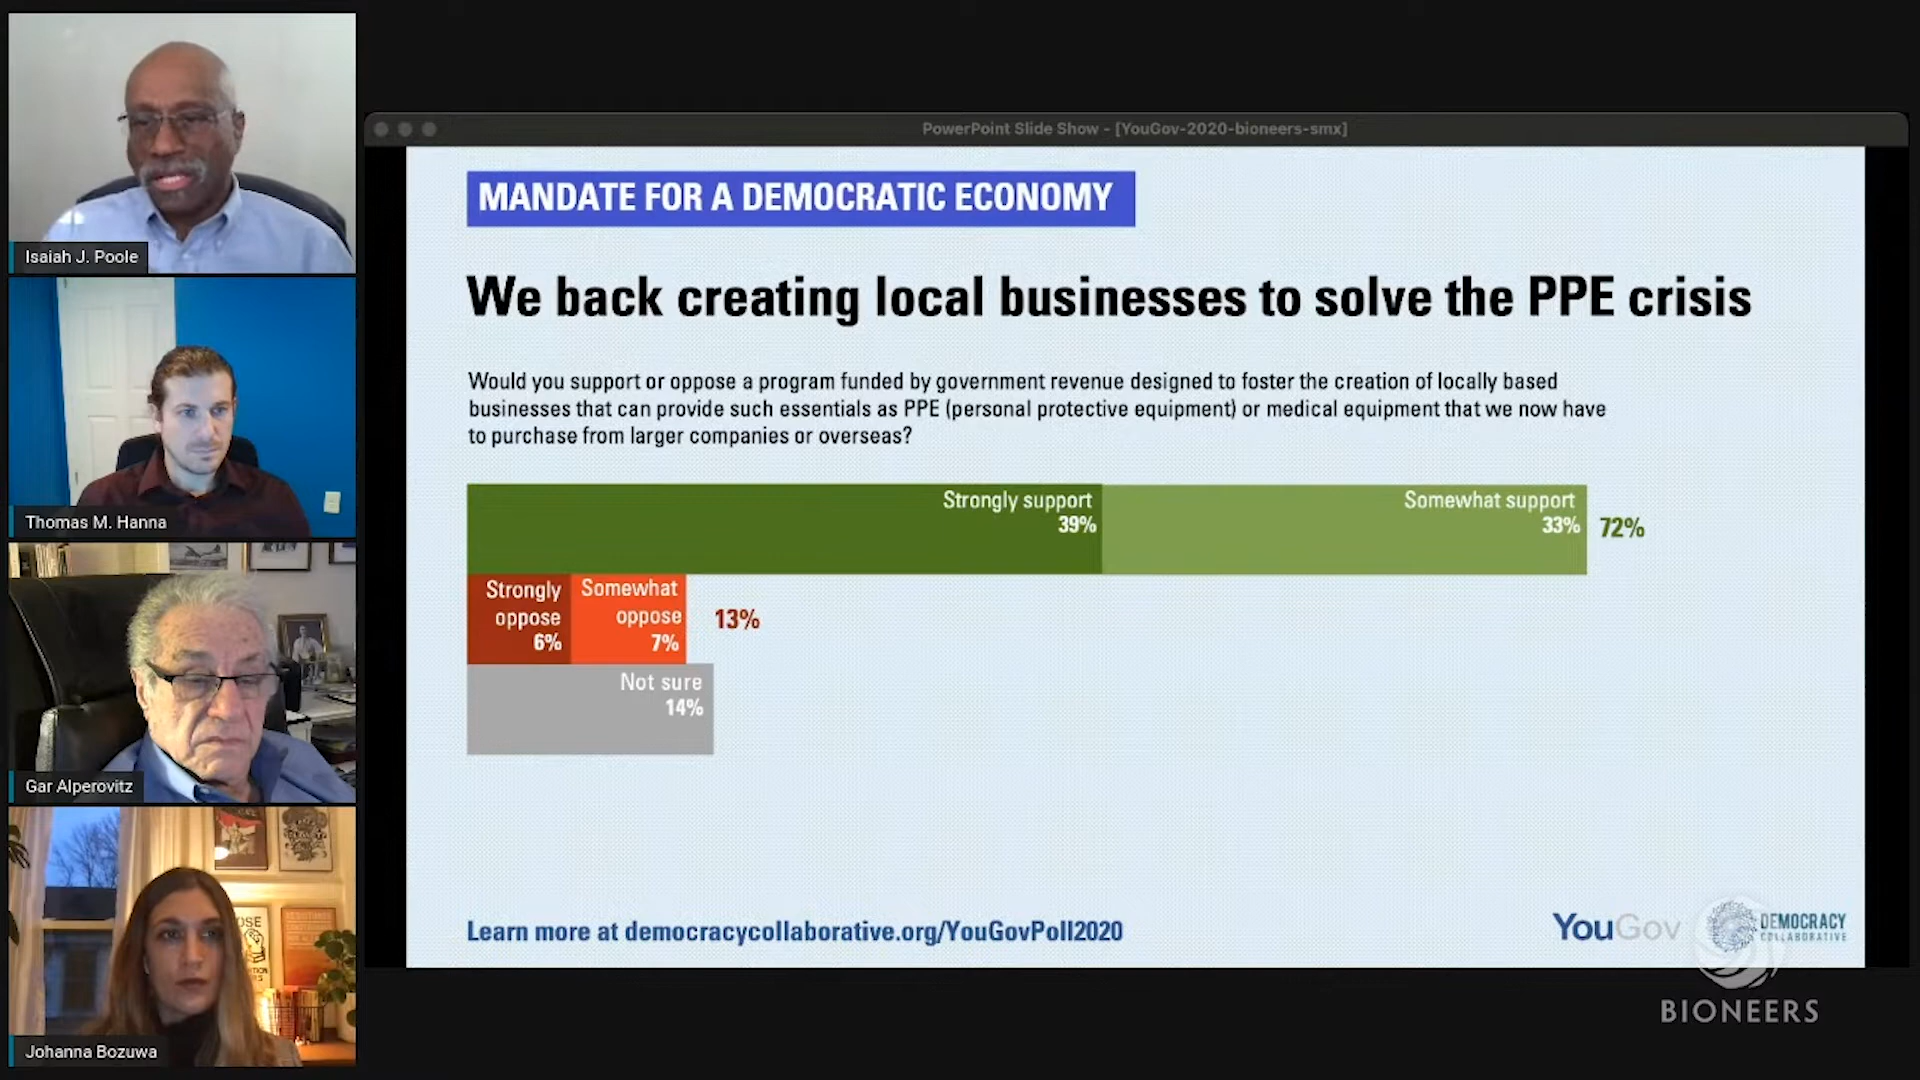 Isaiah J. Poole
Thomas M. Hanna
Gar Alperovitz
Johanna Bozuwa
PowerPoint Slide Show - [YouGov-2020-bioneers-smx]
MANDATE FOR A DEMOCRATIC ECONOMY
We back creating local businesses to solve the PPE crisis
Would you support or oppose a program funded by government revenue designed to foster the creation of locally based
businesses that can provide such essentials as PPE (personal protective equipment) or medical equipment that we now have
to purchase from larger companies or overseas?
Strongly support
39%
Somewhat support
33%
72%
Strongly
oppose
6%
Somewhat
oppose
7%
13%
Not sure
14%
Learn more at democracycollaborative.org/YouGovPoll2020
YouGov
DEMOCRACY
COLLABORATIVE
BIONEERS